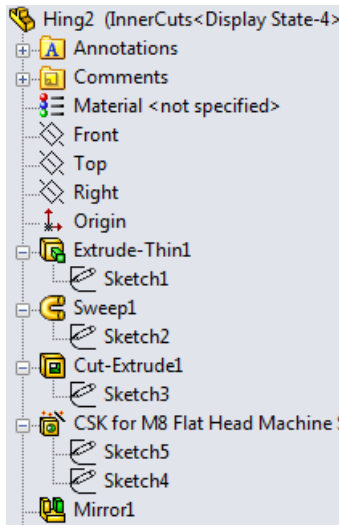 Hing2 (InnerCuts<Display State-4>
Annotations
Comments
Material <not specified>
Front
Top
Right
Origin
Extrude-Thin1
Sketch1
Sweep1
Sketch2
Cut-Extrude1
Sketch3
CSK for M8 Flat Head Machine
Sketch5
Sketch4
Mirror1